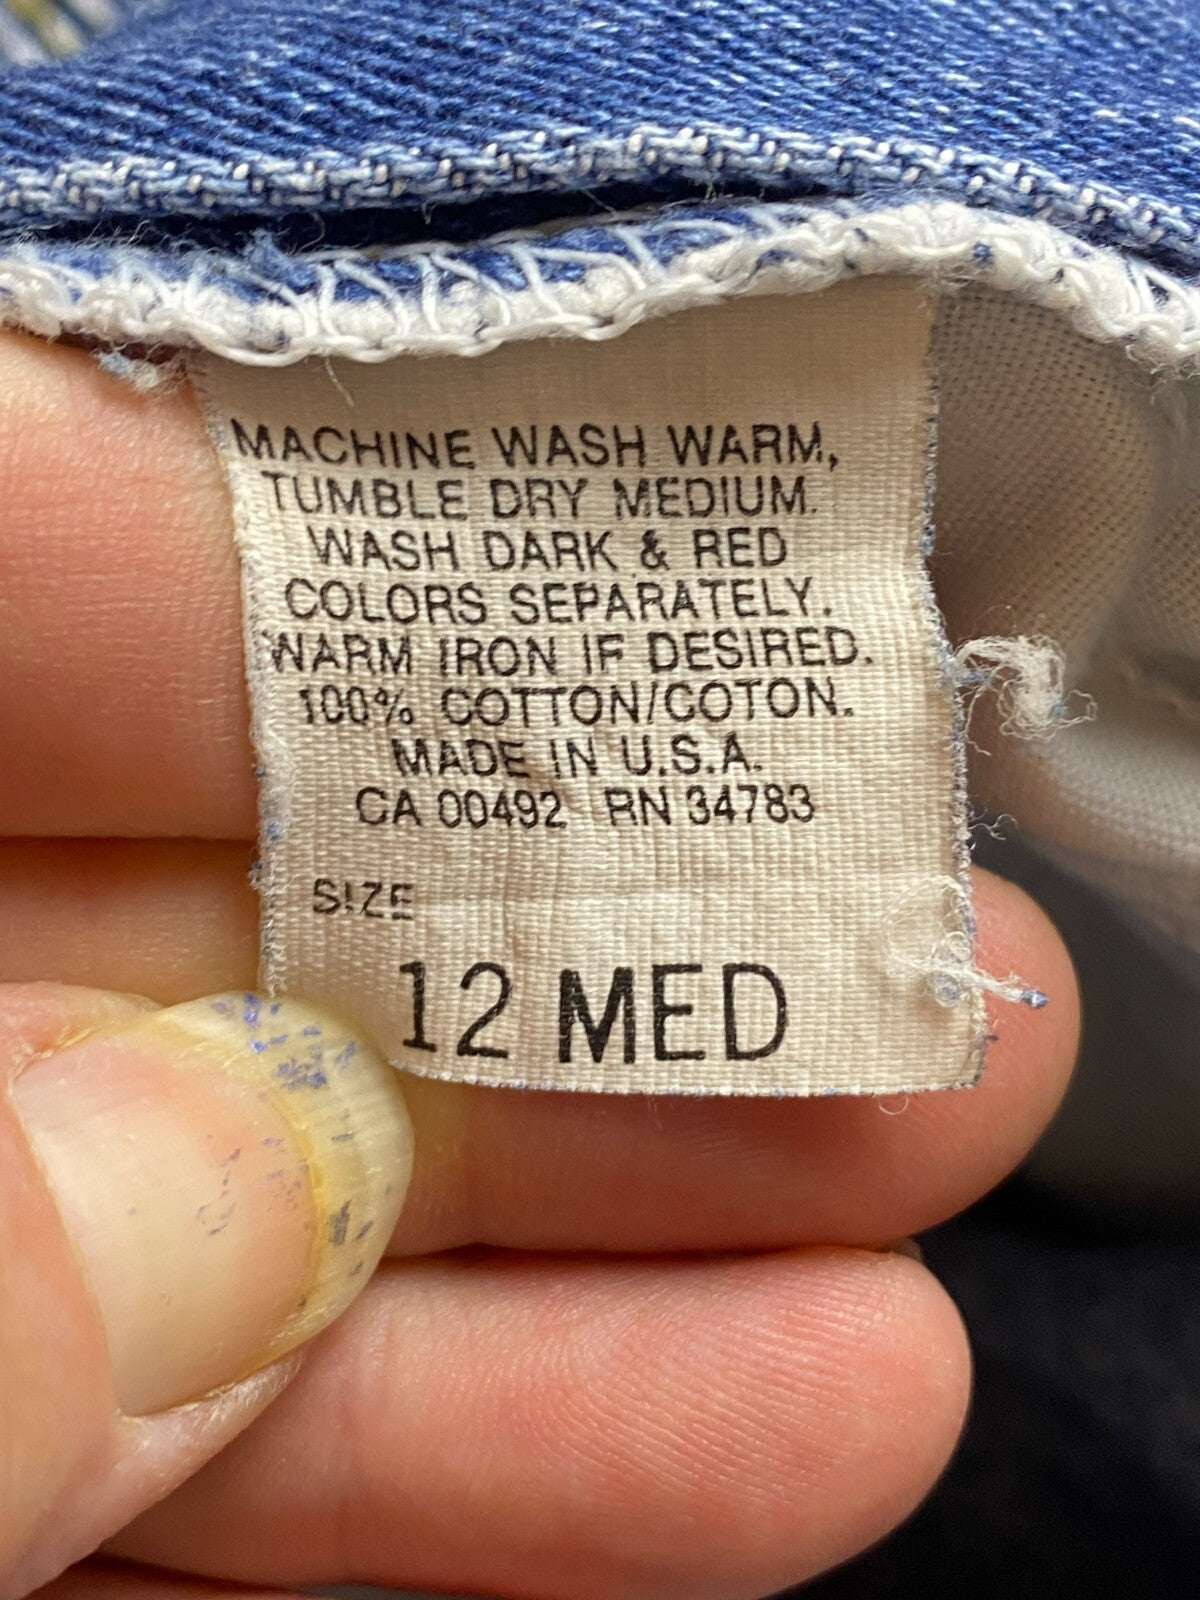 MACHINE WASH WARM,
TUMBLE DRY MEDIUM.
WASH DARK & RED
COLORS SEPARATELY.
WARM IRON IF DESIRED.
100% COTTON/COTON.
MADE IN U.S.A.
CA 00492 RN 34783
SIZE
12 MED